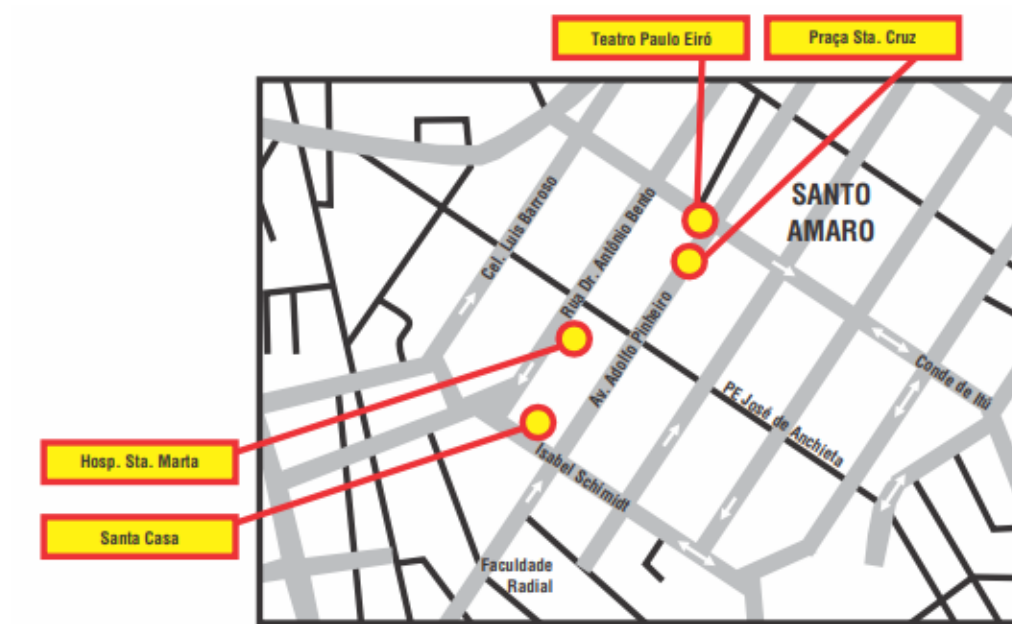 Teatro Paulo Eiró
Praça Sta. Cruz
SANTO
AMARO
Cel. Luis Barroso
Rua Dr. Antônio Bento
Av. Adolfo Pinheiro
Conde de Itú
PE José de Anchieta
Hosp. Sta. Marta
Isabel Schimidt
Santa Casa
Faculdade
Radial